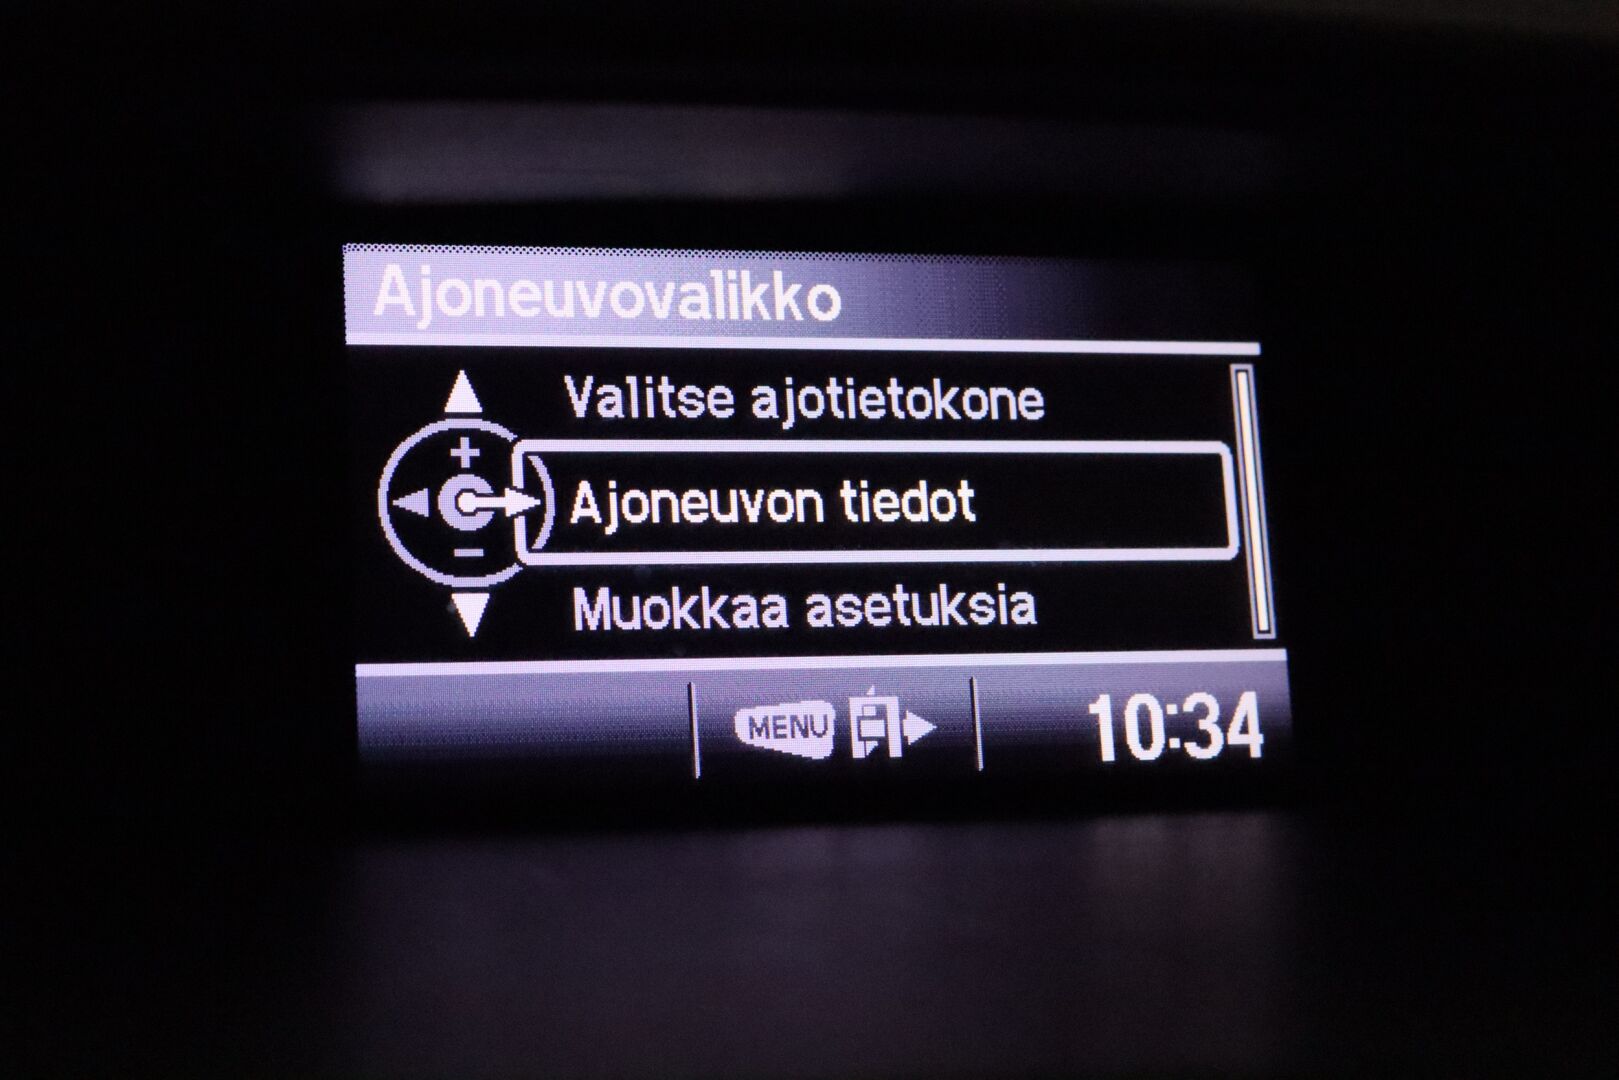 Ajoneuvovalikko
Valitse ajotietokone
+
Ajoneuvon tiedot
−
Muokkaa asetuksia
MENU
10:34